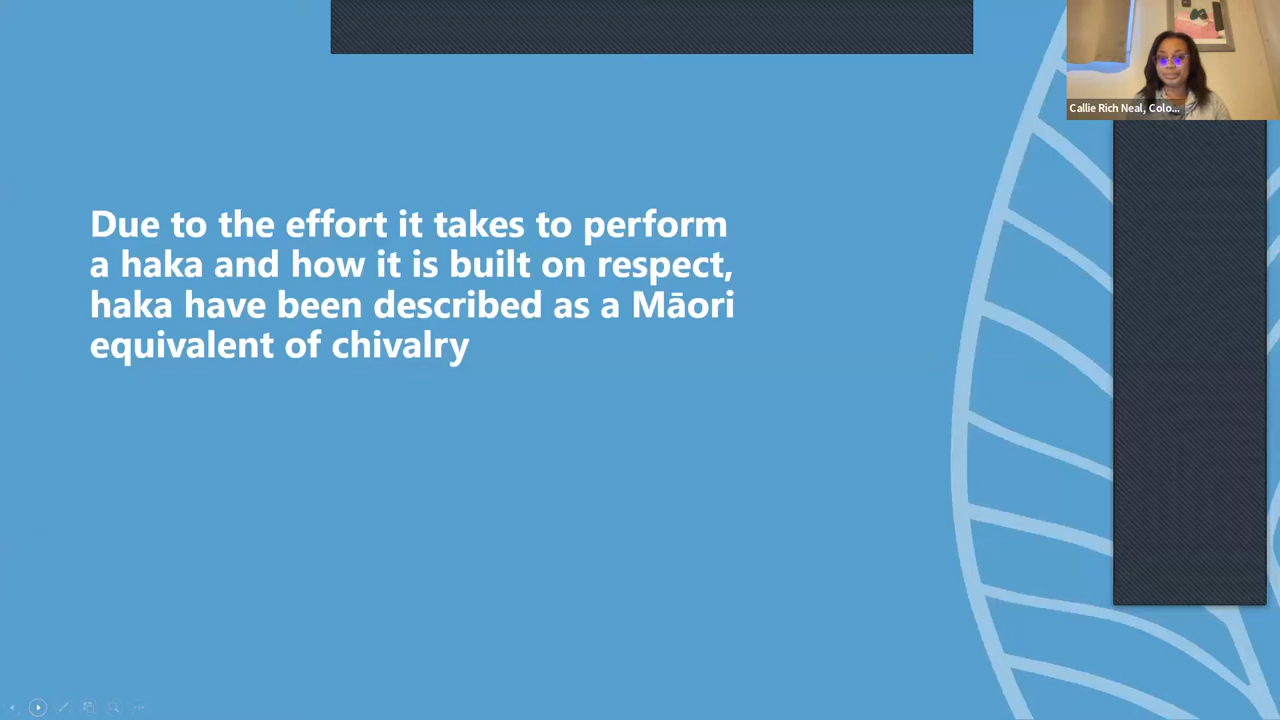 Callie Rich Neal, Colo...
Due to the effort it takes to perform
a haka and how it is built on respect,
haka have been described as a Māori
equivalent of chivalry